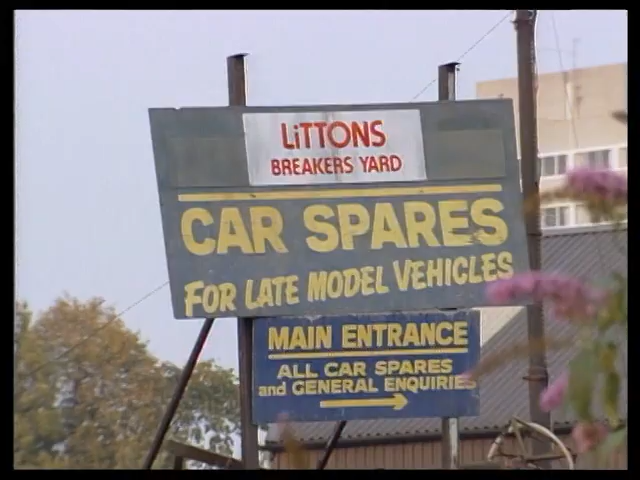 LiTTONS
BREAKERS YARD
CAR SPARES
FOR LATE MODEL VEHICLES
MAIN ENTRANCE
ALL CAR SPARES
and GENERAL ENQUIRIES